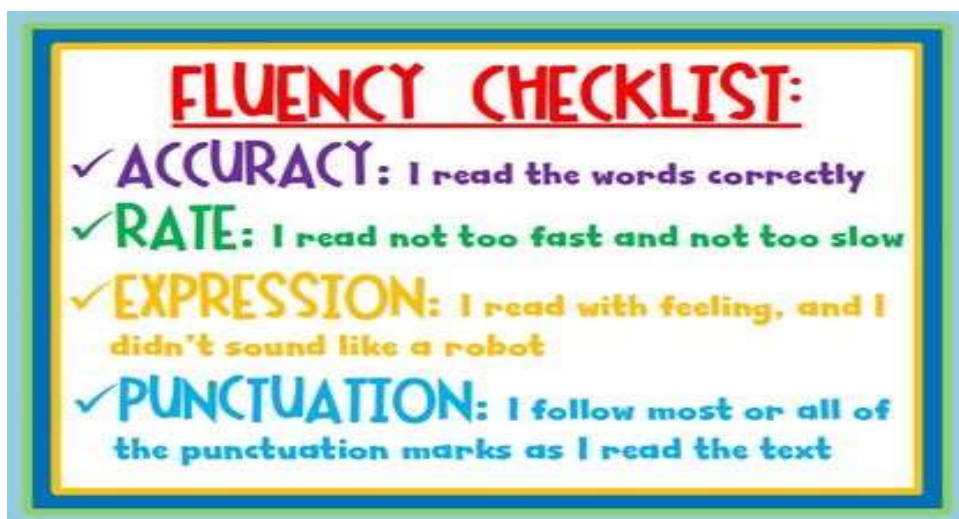 FLUENCY CHECKLIST:
✓ACCURACY: I read the words correctly
✓RATE: I read not too fast and not too slow
✓EXPRESSION: I read with feeling, and I
didn't sound like a robot
✓PUNCTUATION: I follow most or all of
the punctuation marks as I read the text